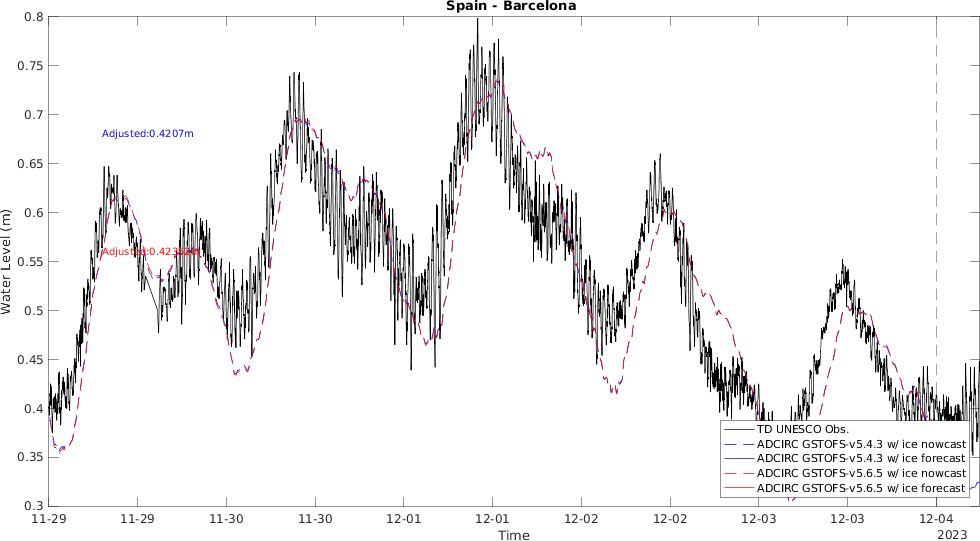 Spain - Barcelona
0.8
0.75
0.7
0.65
0.6
0.55
0.5
0.45
0.4
0.35
0.3
Water Level (m)
Adjusted:0.4207m
TD UNESCO Obs.
ADCIRC GSTOFS-v5.4.3 w/ ice nowcast
ADCIRC GSTOFS-v5.4.3 w/ ice forecast
ADCIRC GSTOFS-v5.6.5 w/ ice nowcast
ADCIRC GSTOFS-v5.6.5 w/ ice forecast
11-29 11-29 11-30 11-30 12-01 12-01 12-02 12-02 12-03 12-03 12-04
Time
2023